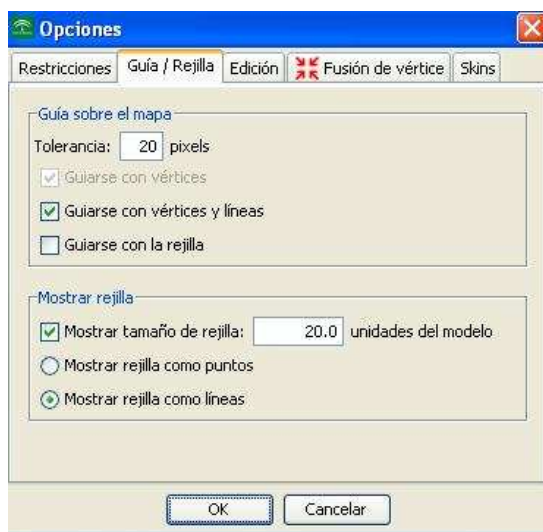 Opciones
Restricciones Guía / Rejilla Edición Fusión de vértice Skins
Guía sobre el mapa
Tolerancia: 20 pixels
Guiarse con vértices
Guiarse con vértices y líneas
Guiarse con la rejilla
Mostrar rejilla
Mostrar tamaño de rejilla: 20.0 unidades del modelo
Mostrar rejilla como puntos
Mostrar rejilla como líneas
OK Cancelar